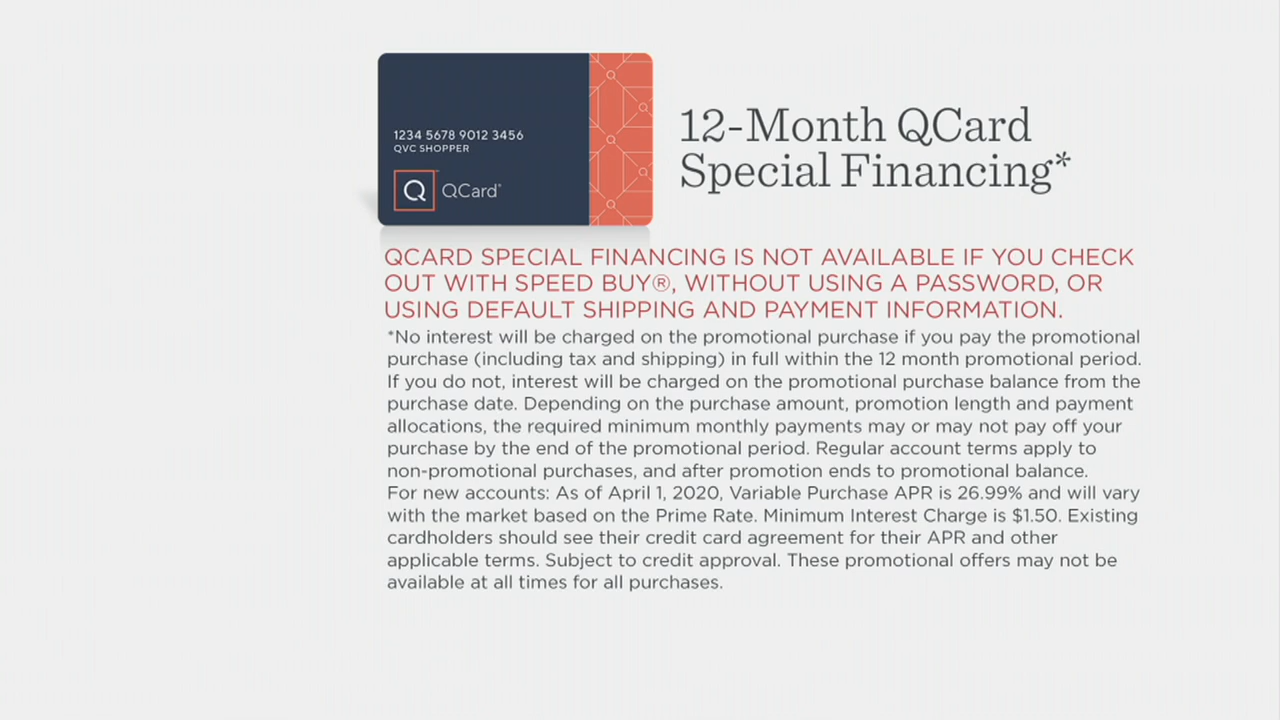 1234 5678 9012 3456
QVC SHOPPER
Q QCard®
12-Month QCard
Special Financing*
QCARD SPECIAL FINANCING IS NOT AVAILABLE IF YOU CHECK
OUT WITH SPEED BUY®, WITHOUT USING A PASSWORD, OR
USING DEFAULT SHIPPING AND PAYMENT INFORMATION.
*No interest will be charged on the promotional purchase if you pay the promotional
purchase (including tax and shipping) in full within the 12 month promotional period.
If you do not, interest will be charged on the promotional purchase balance from the
purchase date. Depending on the purchase amount, promotion length and payment
allocations, the required minimum monthly payments may or may not pay off your
purchase by the end of the promotional period. Regular account terms apply to
non-promotional purchases, and after promotion ends to promotional balance.
For new accounts: As of April 1, 2020, Variable Purchase APR is 26.99% and will vary
with the market based on the Prime Rate. Minimum Interest Charge is $1.50. Existing
cardholders should see their credit card agreement for their APR and other
applicable terms. Subject to credit approval. These promotional offers may not be
available at all times for all purchases.